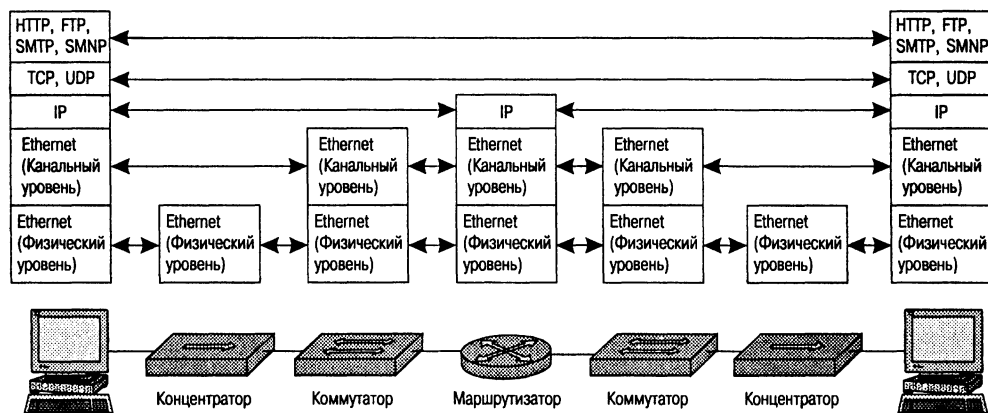 HTTP, FTP,
SMTP, SMNP
HTTP, FTP,
SMTP, SMNP
TCP, UDP
TCP, UDP
IP
IP
IP
Ethernet
(Канальный
уровень)
Ethernet
(Канальный
уровень)
Ethernet
(Канальный
уровень)
Ethernet
(Канальный
уровень)
Ethernet
(Канальный
уровень)
Ethernet
(Физический
уровень)
Ethernet
(Физический
уровень)
Ethernet
(Физический
уровень)
Ethernet
(Физический
уровень)
Ethernet
(Физический
уровень)
Ethernet
(Физический
уровень)
Ethernet
(Физический
уровень)
Концентратор
Коммутатор
Маршрутизатор
Коммутатор
Концентратор